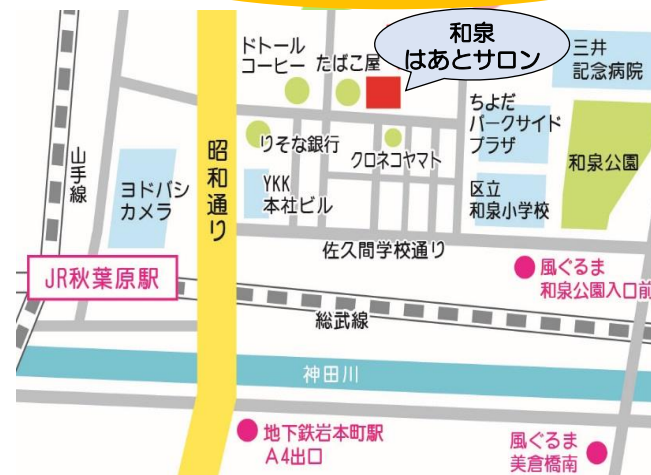 和泉
はあとサロン
ドトール
コーヒー
たばこ屋
三井
記念病院
ちよだ
パークサイド
プラザ
和泉公園
山手線
ヨドバシ
カメラ
昭和通り
りそな銀行
クロネコヤマト
YKK
本社ビル
区立
和泉小学校
佐久間学校通り
JR秋葉原駅
風ぐるま
和泉公園入口前
総武線
神田川
地下鉄岩本町駅
A4出口
風ぐるま
美倉橋南